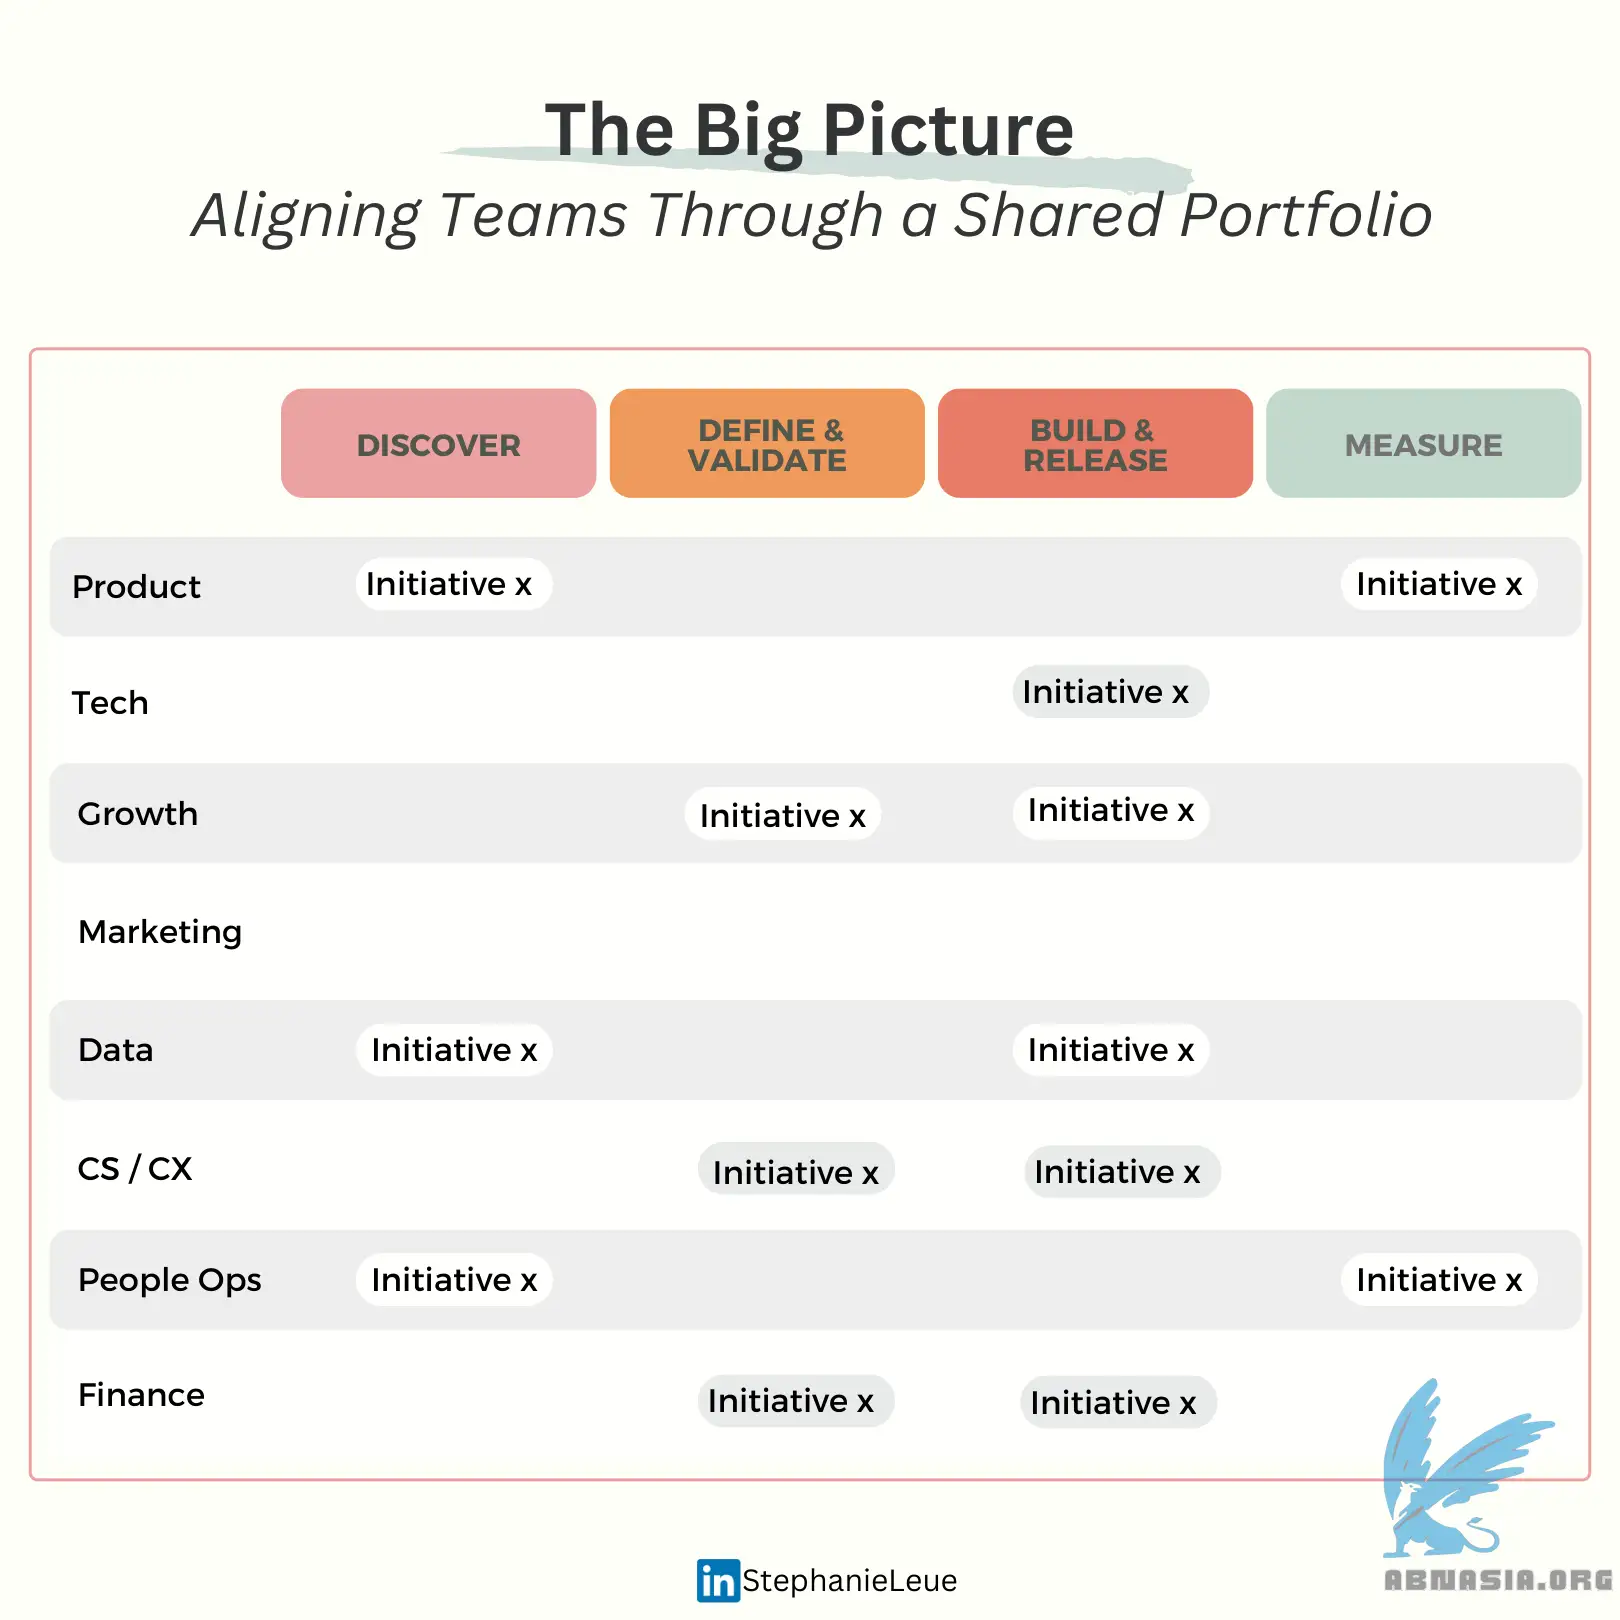 The Big Picture
Aligning Teams Through a Shared Portfolio
DISCOVER
DEFINE &
VALIDATE
BUILD &
RELEASE
MEASURE
Product
Initiative x
Initiative x
Tech
Initiative x
Growth
Initiative x
Initiative x
Marketing
Data
Initiative x
Initiative x
CS / CX
Initiative x
Initiative x
People Ops
Initiative x
Initiative x
Finance
Initiative x
Initiative x
in StephanieLeue
ABNASIA.ORG